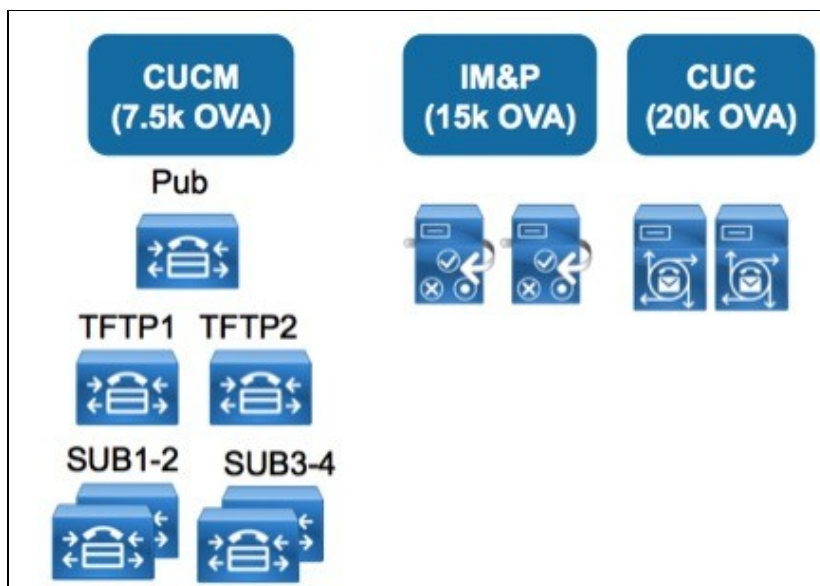 CUCM
(7.5k OVA)
IM&P
(15k OVA)
CUC
(20k OVA)
Pub
TFTP1 TFTP2
SUB1-2 SUB3-4